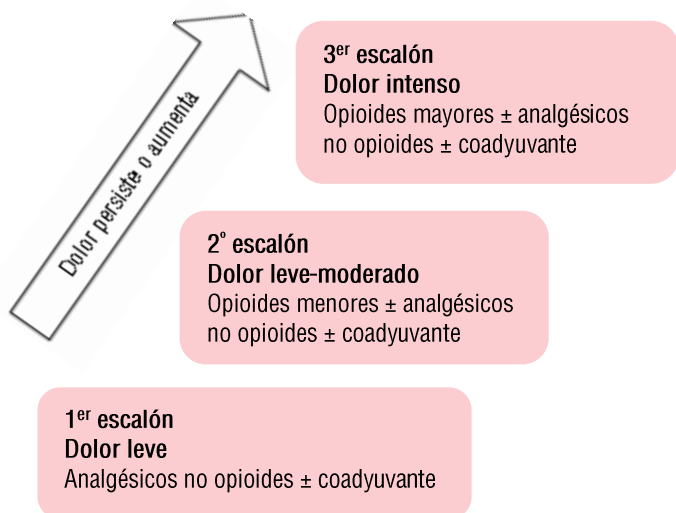 Dolor persiste o aumenta
3er escalón
Dolor intenso
Opioides mayores ± analgésicos
no opioides ± coadyuvante
2º escalón
Dolor leve-moderado
Opioides menores ± analgésicos
no opioides ± coadyuvante
1er escalón
Dolor leve
Analgésicos no opioides ± coadyuvante